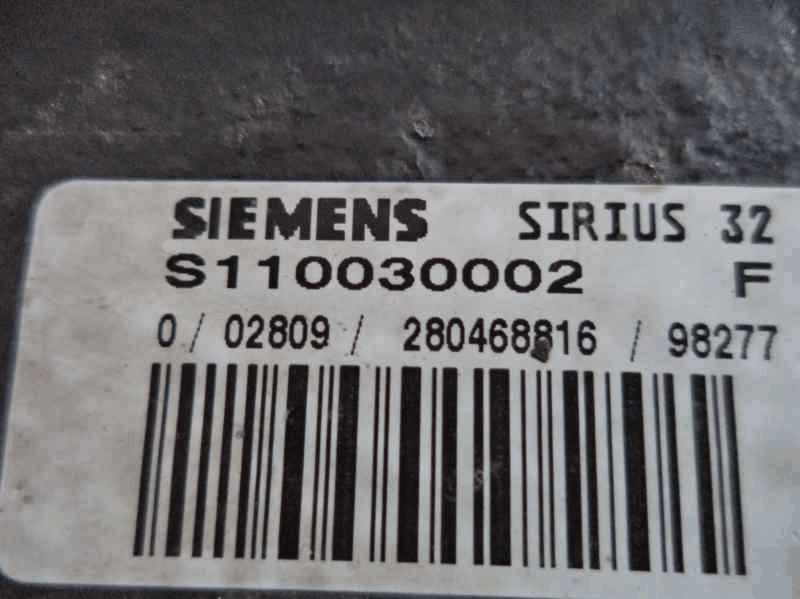 SIEMENS SIRIUS 32
S110030002 F
0 / 02809 / 280468816 / 98277